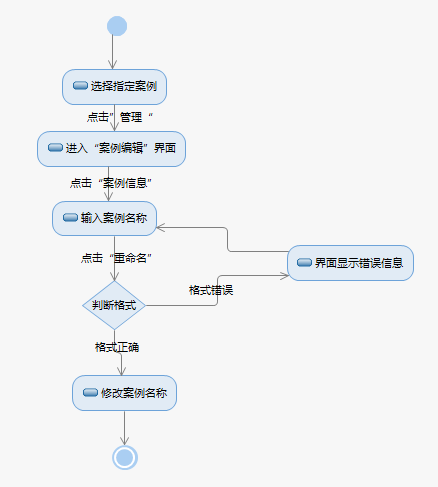 选择指定案例
点击”管理“
进入“案例编辑”界面
点击“案例信息”
输入案例名称
点击“重命名”
界面显示错误信息
判断格式
格式错误
格式正确
修改案例名称